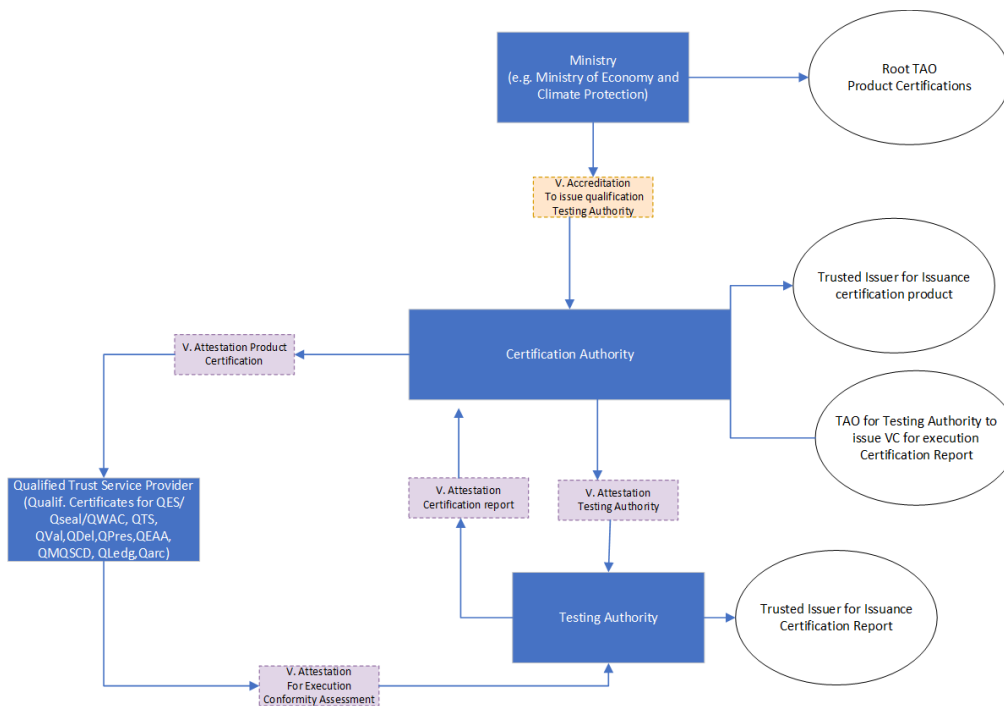 Ministry
(e.g. Ministry of Economy and
Climate Protection)
Root TAO
Product Certifications
V. Accreditation
To issue qualification
Testing Authority
Trusted Issuer for Issuance
certification product
Certification Authority
V. Attestation Product
Certification
TAO for Testing Authority to
issue VC for execution
Certification Report
Qualified Trust Service Provider
(Qualif. Certificates for QES/
Qseal/QWAC, QTS,
QVal,QDel,QPres,QEAA,
QMQSCD, QLedg,Qarc)
V. Attestation
Certification report
V. Attestation
Testing Authority
Testing Authority
Trusted Issuer for Issuance
Certification Report
V. Attestation
For Execution
Conformity Assessment